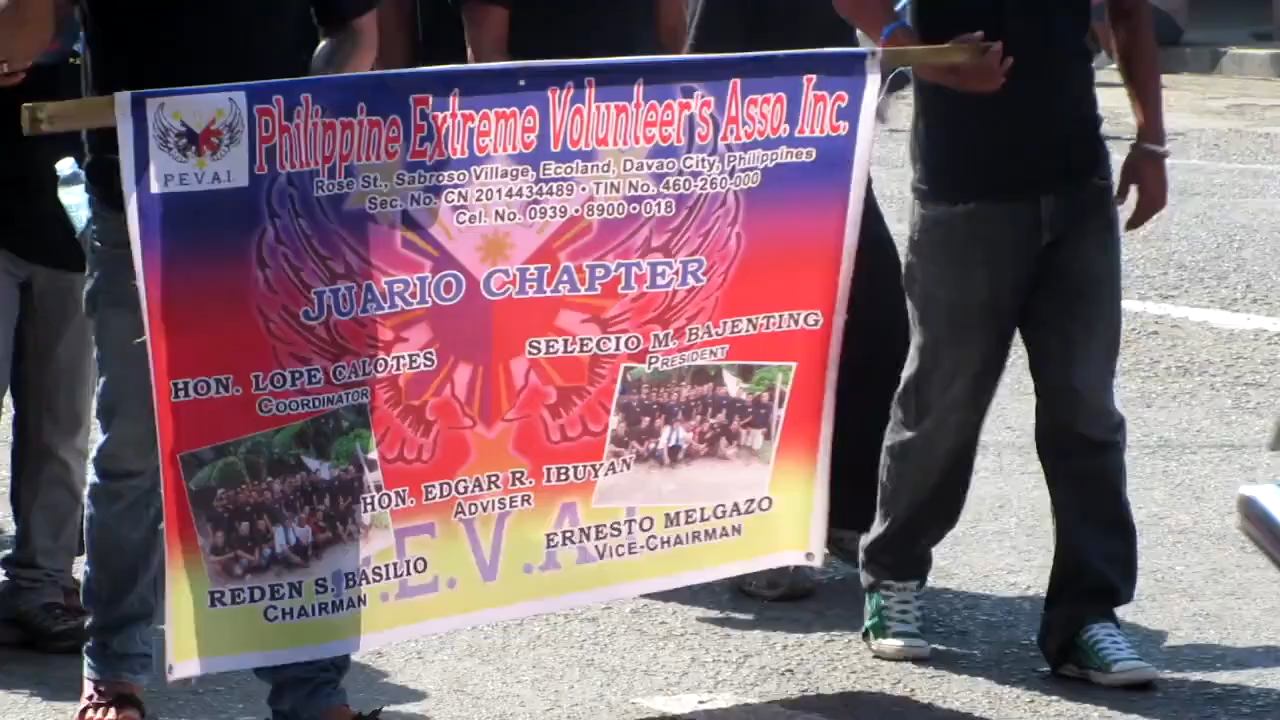 P.E.V.A.I.
Philippine Extreme Volunteer's Asso. Inc.
Rose St., Sabroso Village, Ecoland, Davao City, Philippines
Sec. No. CN 2014434489 • TIN No. 460-260-000
Cel. No. 0939 • 8900 • 018
JUARIO CHAPTER
HON. LOPE CALOTES
COORDINATOR
SELECIO M. BAJENTING
PRESIDENT
HON. EDGAR R. IBUYAN
ADVISER
ERNESTO MELGAZO
VICE-CHAIRMAN
REDEN S. BASILIO
CHAIRMAN